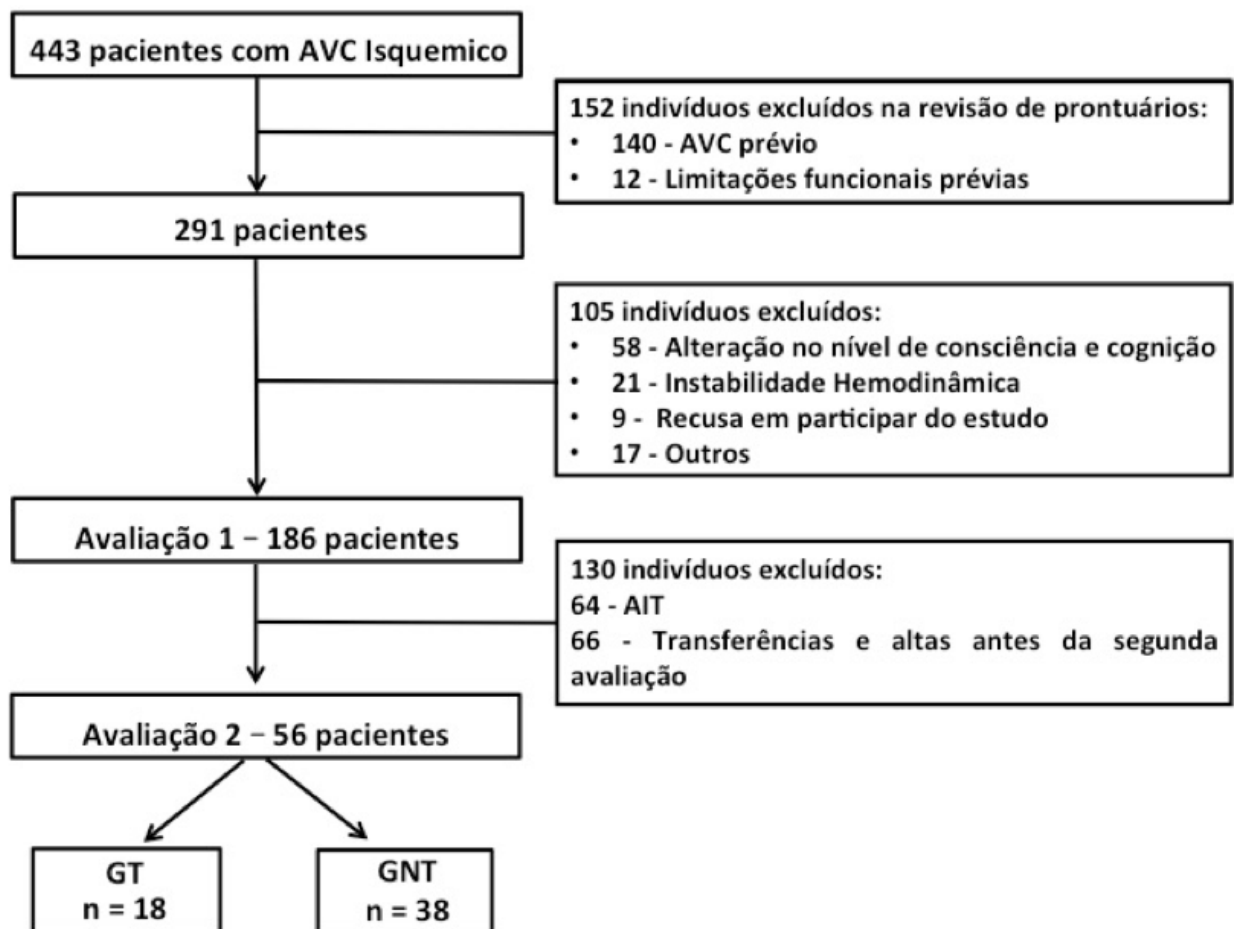 443 pacientes com AVC Isquemico
152 indivíduos excluídos na revisão de prontuários:
• 140 - AVC prévio
• 12 - Limitações funcionais prévias
291 pacientes
105 indivíduos excluídos:
• 58 - Alteração no nível de consciência e cognição
• 21 - Instabilidade Hemodinâmica
• 9 - Recusa em participar do estudo
• 17 - Outros
Avaliação 1 – 186 pacientes
130 indivíduos excluídos:
64 - AIT
66 - Transferências e altas antes da segunda
avaliação
Avaliação 2 – 56 pacientes
GT
n = 18
GNT
n = 38